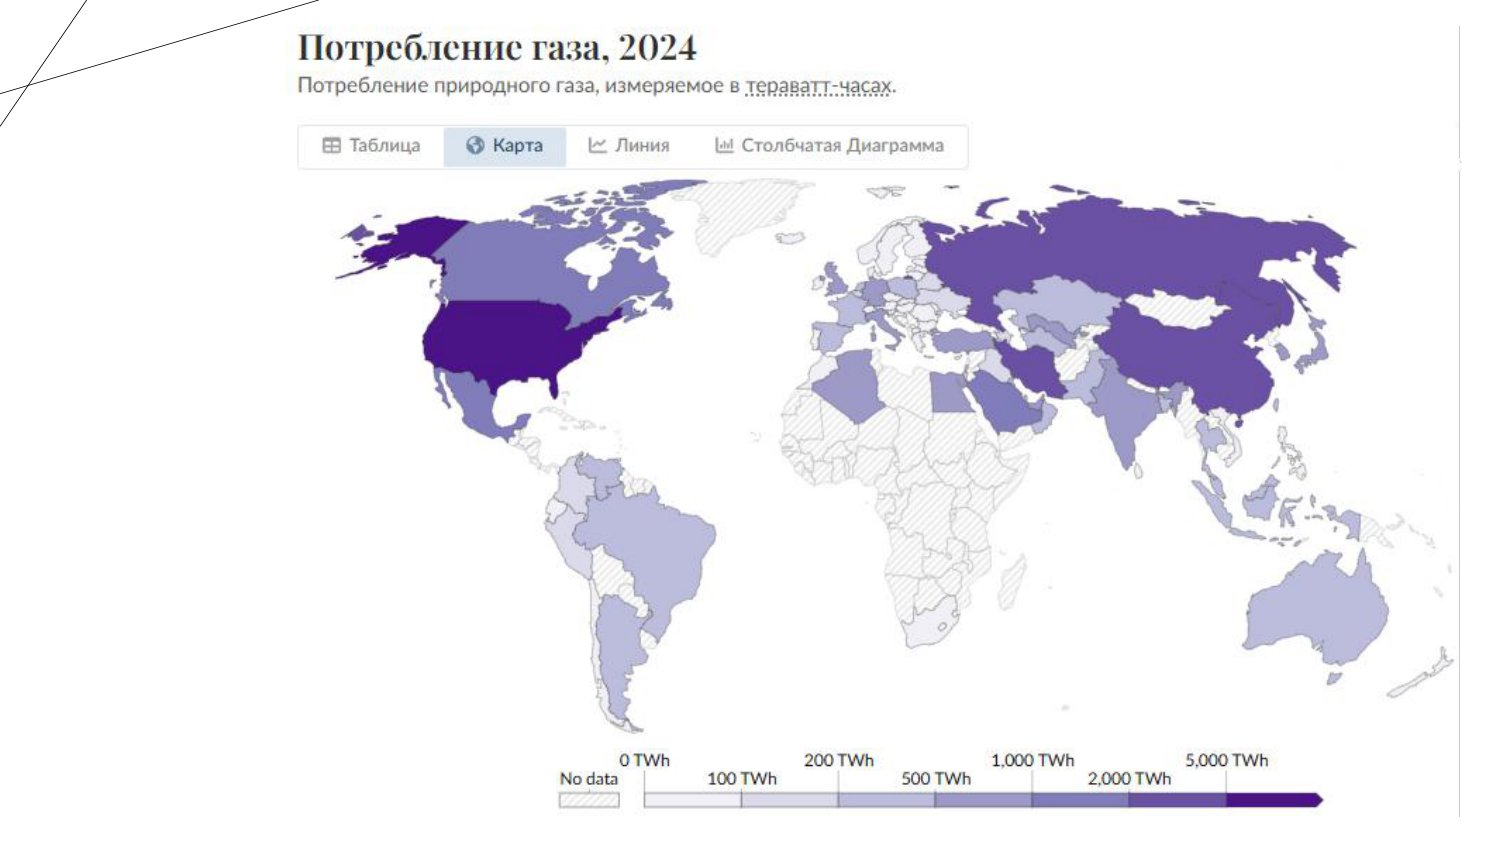 Потребление газа, 2024
Потребление природного газа, измеряемое в тераватт-часах.
Таблица Карта Линия Столбчатая Диаграмма
0 TWh 200 TWh 1,000 TWh 5,000 TWh
No data 100 TWh 500 TWh 2,000 TWh